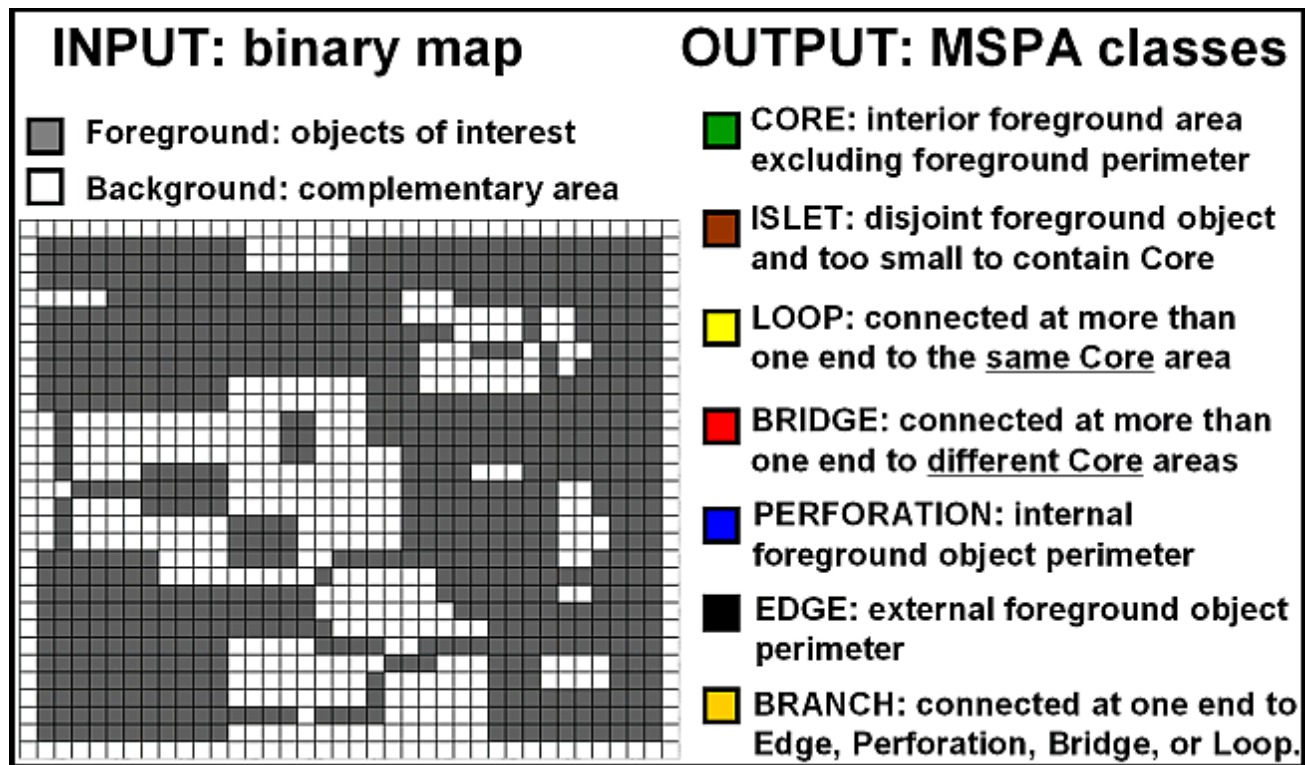 INPUT: binary map
Foreground: objects of interest
Background: complementary area
OUTPUT: MSPA classes
CORE: interior foreground area
excluding foreground perimeter
ISLET: disjoint foreground object
and too small to contain Core
LOOP: connected at more than
one end to the same Core area
BRIDGE: connected at more than
one end to different Core areas
PERFORATION: internal
foreground object perimeter
EDGE: external foreground object
perimeter
BRANCH: connected at one end to
Edge, Perforation, Bridge, or Loop.